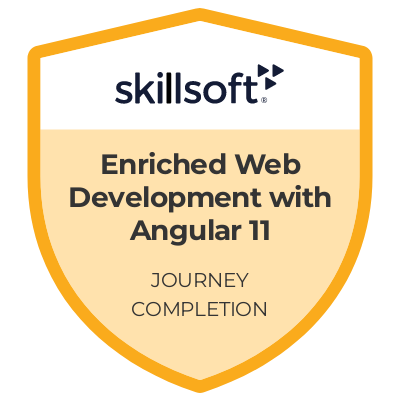 skillsoft®
Enriched Web
Development with
Angular 11
JOURNEY
COMPLETION